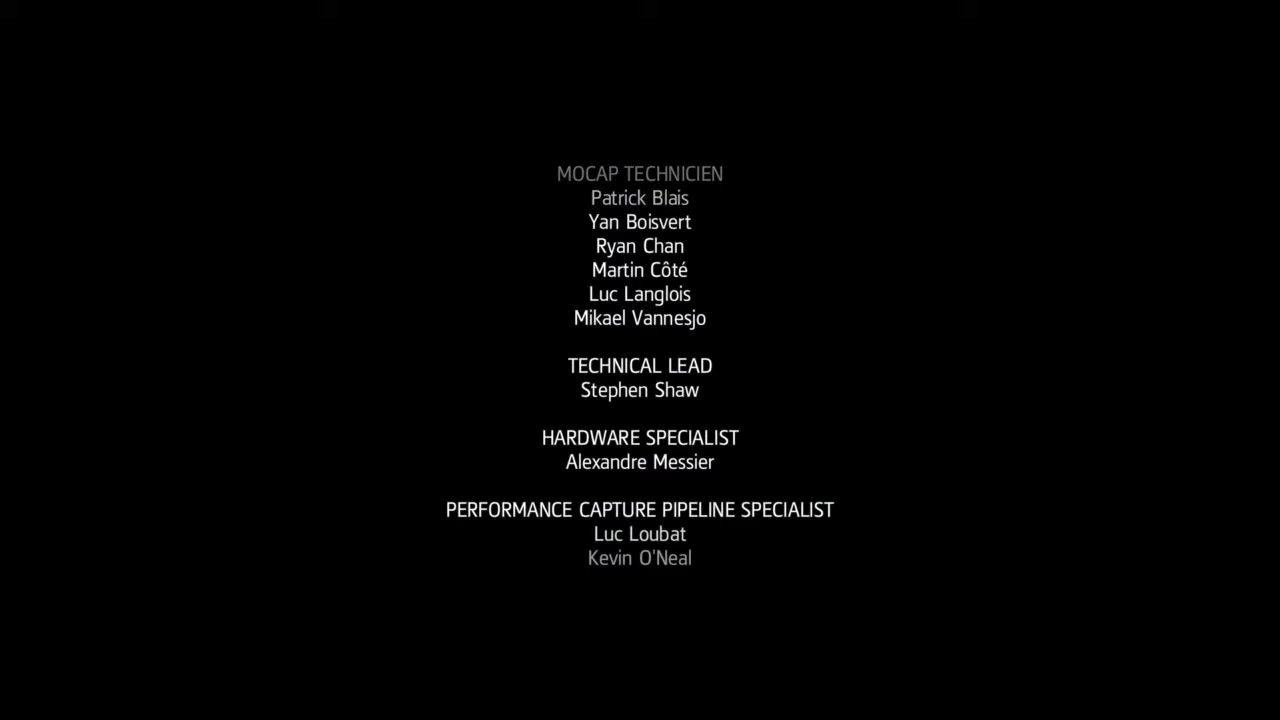 MOCAP TECHNICIEN
Patrick Blais
Yan Boisvert
Ryan Chan
Martin Côté
Luc Langlois
Mikael Vannesjo
TECHNICAL LEAD
Stephen Shaw
HARDWARE SPECIALIST
Alexandre Messier
PERFORMANCE CAPTURE PIPELINE SPECIALIST
Luc Loubat
Kevin O'Neal